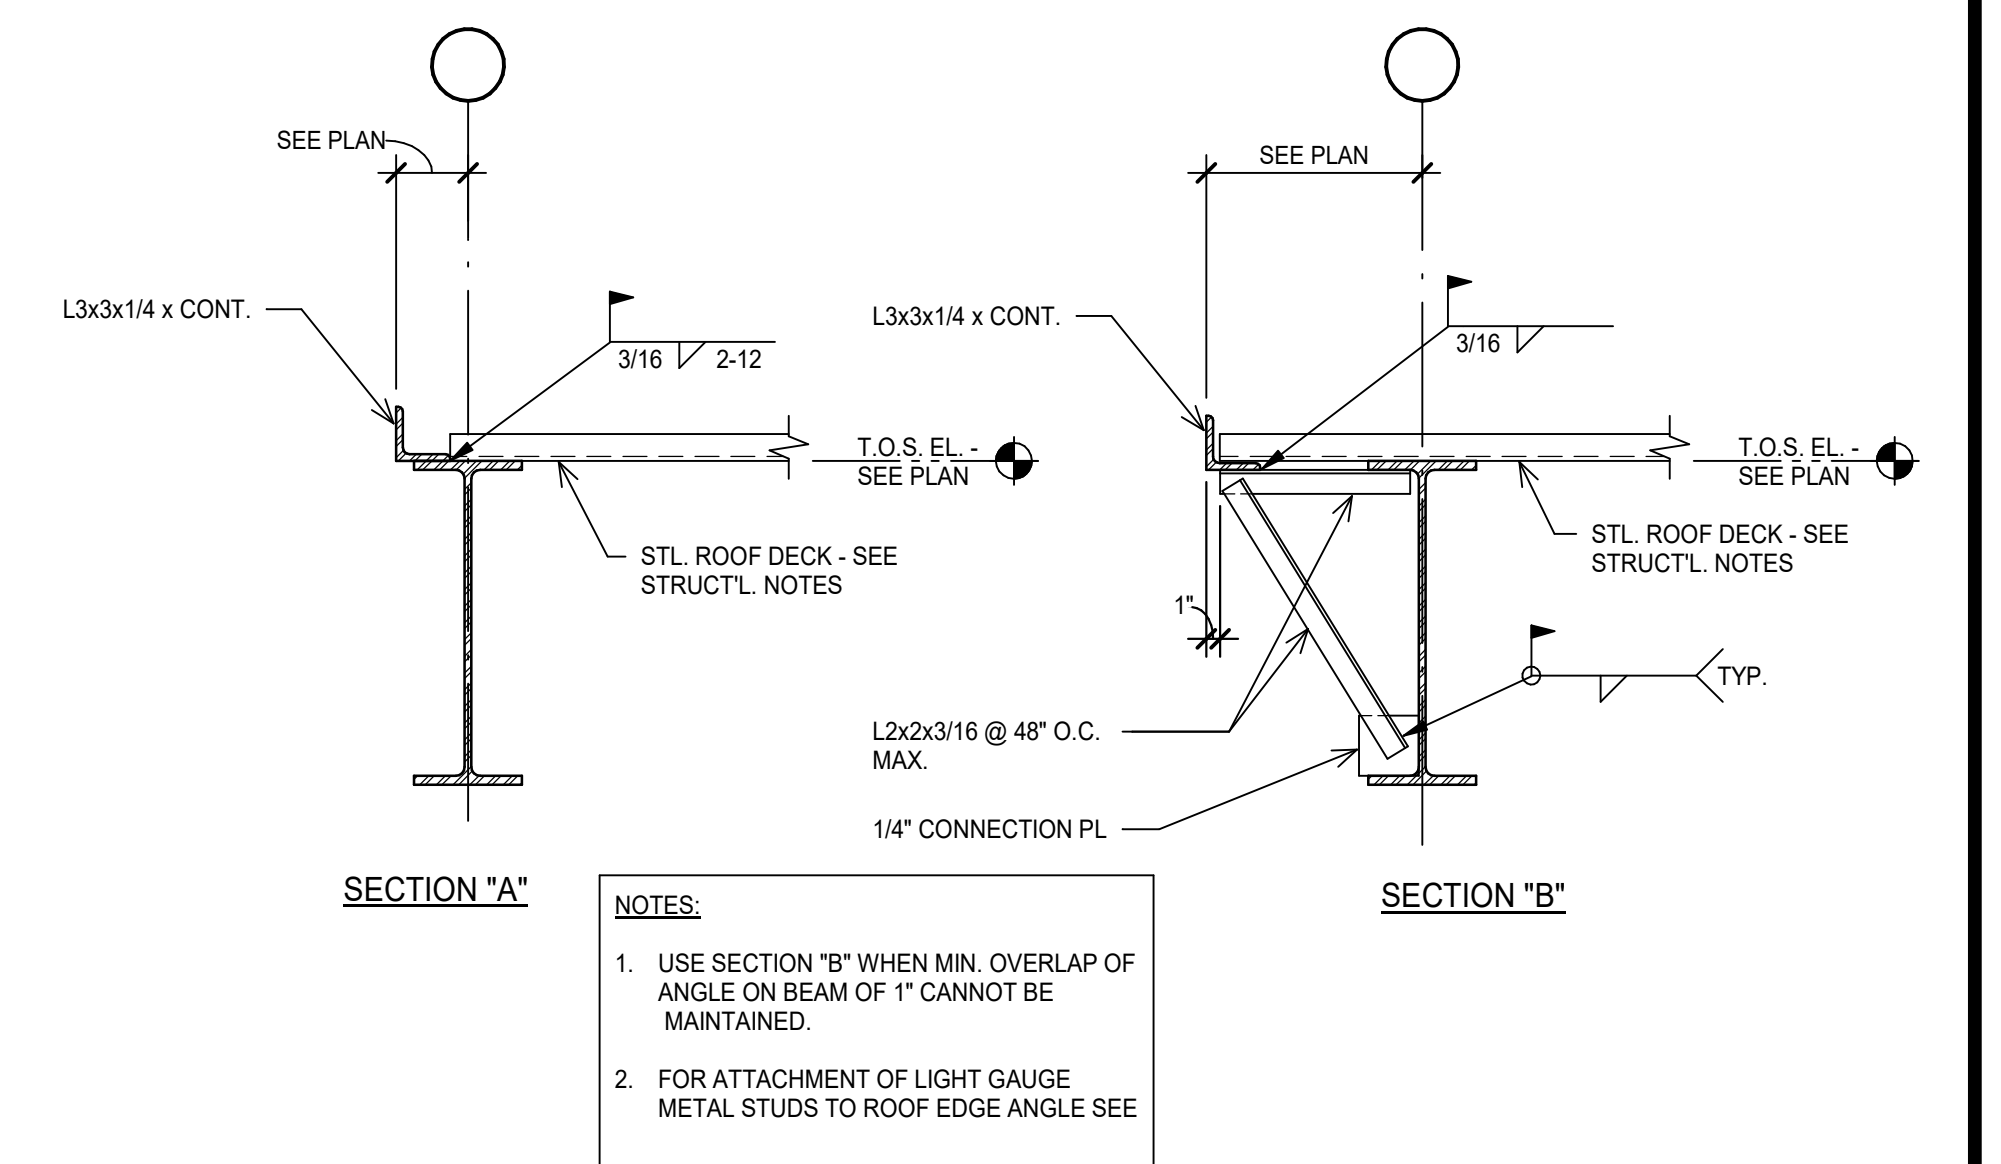 SEE PLAN
L3x3x1/4 x CONT.
3/16 2-12
T.O.S. EL. -
SEE PLAN
STL. ROOF DECK - SEE
STRUCT'L. NOTES
SECTION "A"
SEE PLAN
L3x3x1/4 x CONT.
3/16
T.O.S. EL. -
SEE PLAN
STL. ROOF DECK - SEE
STRUCT'L. NOTES
1"
TYP.
L2x2x3/16 @ 48" O.C.
MAX.
1/4" CONNECTION PL
SECTION "B"
NOTES:
1. USE SECTION "B" WHEN MIN. OVERLAP OF
ANGLE ON BEAM OF 1" CANNOT BE
MAINTAINED.
2. FOR ATTACHMENT OF LIGHT GAUGE
METAL STUDS TO ROOF EDGE ANGLE SEE